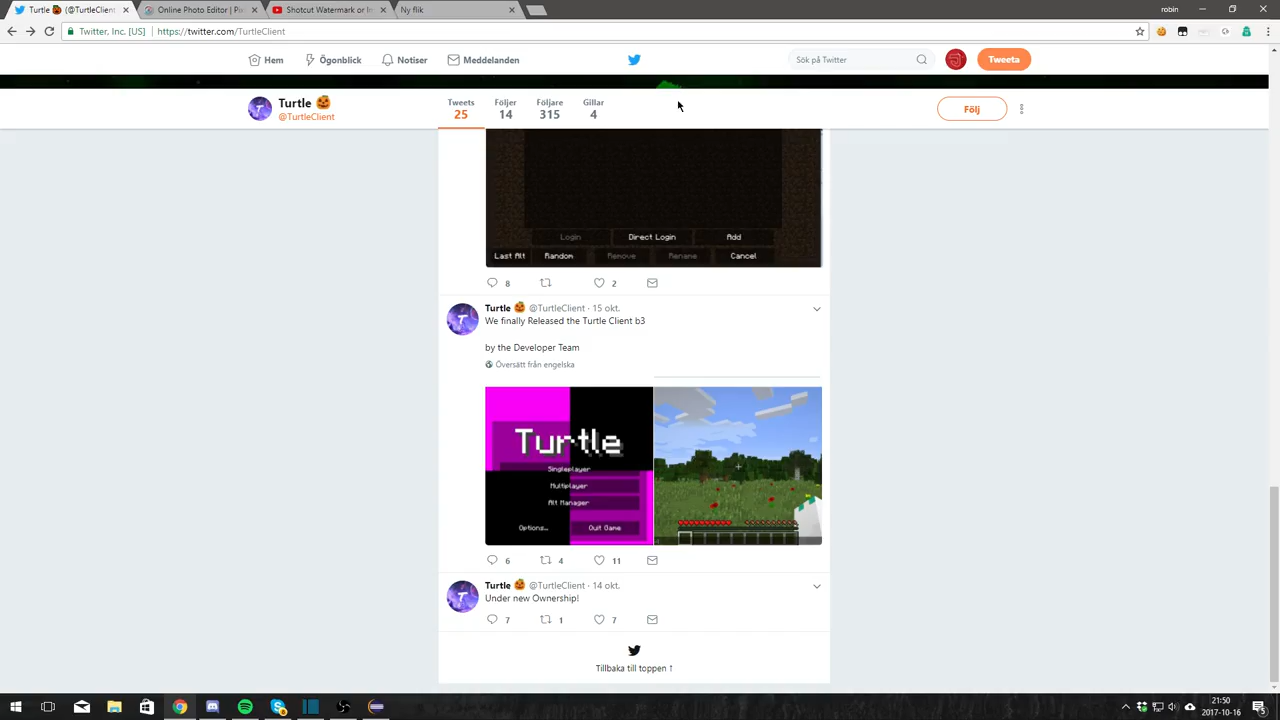 Turtle 🎃 (@TurtleClient
Online Photo Editor | Pix
Shotcut Watermark or In
Ny flik
robin
Twitter, Inc. [US]
https://twitter.com/TurtleClient
Hem
Ögonblick
Notiser
Meddelanden
Sök på Twitter
Tweeta
Turtle 🎃
@TurtleClient
Tweets
25
Följer
14
Följare
315
Gillar
4
Följ
Login
Direct Login
Add
Last Alt
Random
Remove
Rename
Cancel
8
2
Turtle 🎃 @TurtleClient · 15 okt.
We finally Released the Turtle Client b3
by the Developer Team
Översätt från engelska
Turtle
Singleplayer
Multiplayer
Alt Manager
Options...
Quit Game
6
4
11
Turtle 🎃 @TurtleClient · 14 okt.
Under new Ownership!
7
1
7
Tillbaka till toppen ↑
21:50
2017-10-16